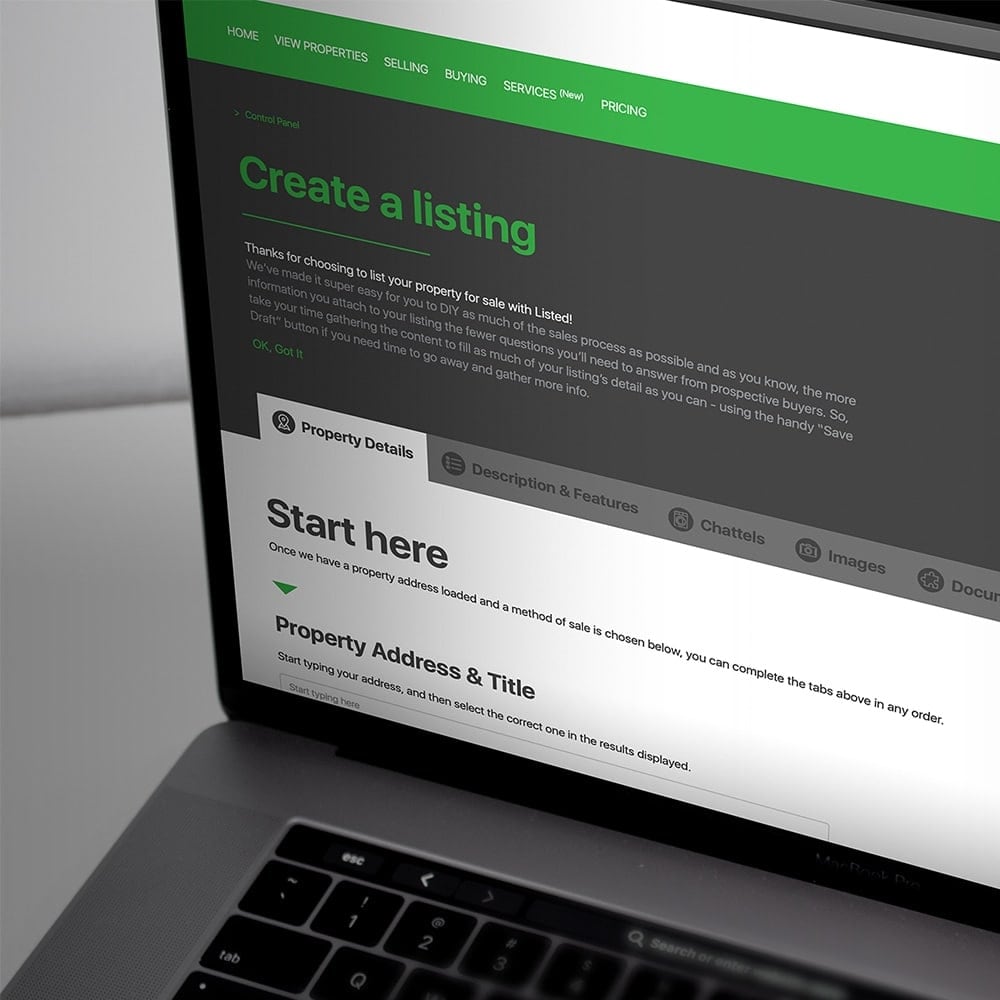 HOME VIEW PROPERTIES SELLING BUYING SERVICES (New) PRICING
> Control Panel
Create a listing
Thanks for choosing to list your property for sale with Listed!
We've made it super easy for you to DIY as much of the sales process as possible and as you know, the more
information you attach to your listing the fewer questions you'll need to answer from prospective buyers. So,
take your time gathering the content to fill as much of your listing's detail as you can - using the handy "Save
Draft" button if you need time to go away and gather more info.
OK, Got It
Property Details Description & Features Chattels Images
Start here
Once we have a property address loaded and a method of sale is chosen below, you can complete the tabs above in any order.
Property Address & Title
Start typing your address, and then select the correct one in the results displayed.
Start typing here
MacBook Pro
esc
Search or enter
~ ! 1 @ 2 # 3 $
tab Q W